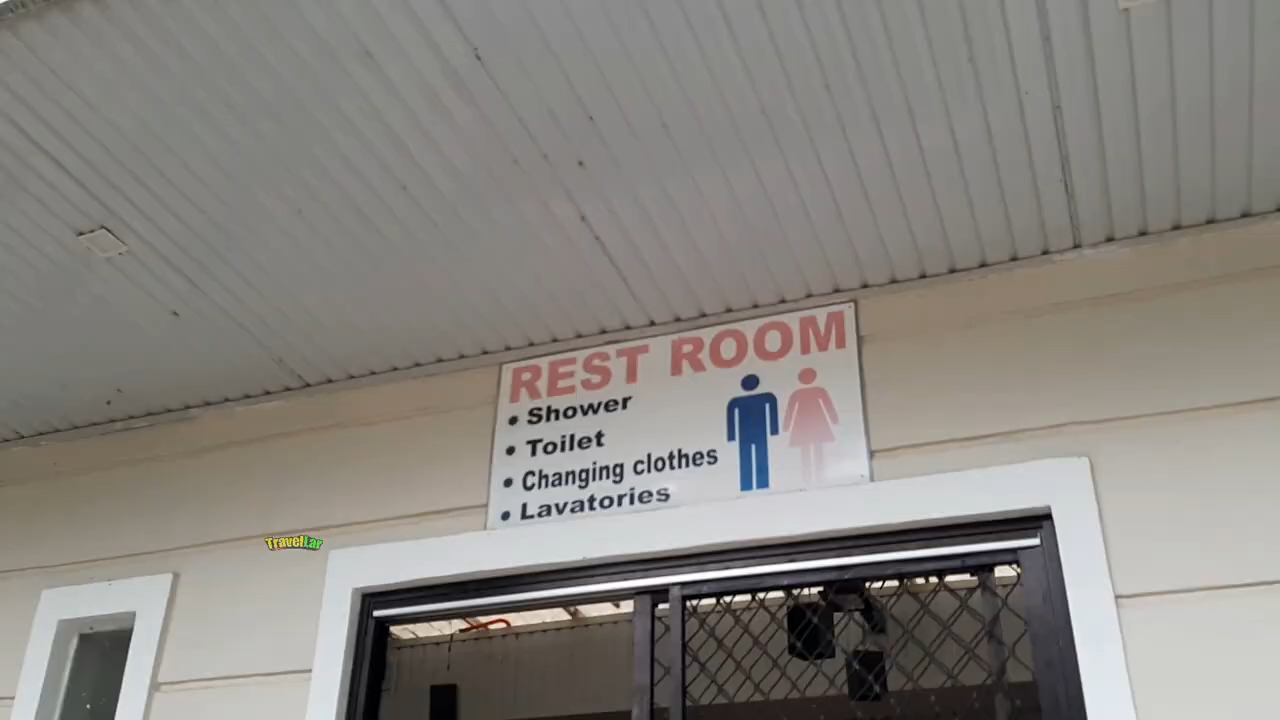 REST ROOM
• Shower
• Toilet
• Changing clothes
• Lavatories
TravelLar